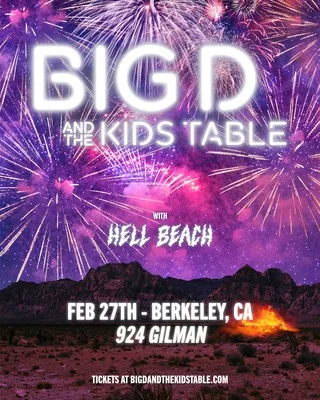 BIG D
AND THE KIDS TABLE
WITH
HELL BEACH
FEB 27TH - BERKELEY, CA
924 GILMAN
TICKETS AT BIGDANDTHEKIDSTABLE.COM